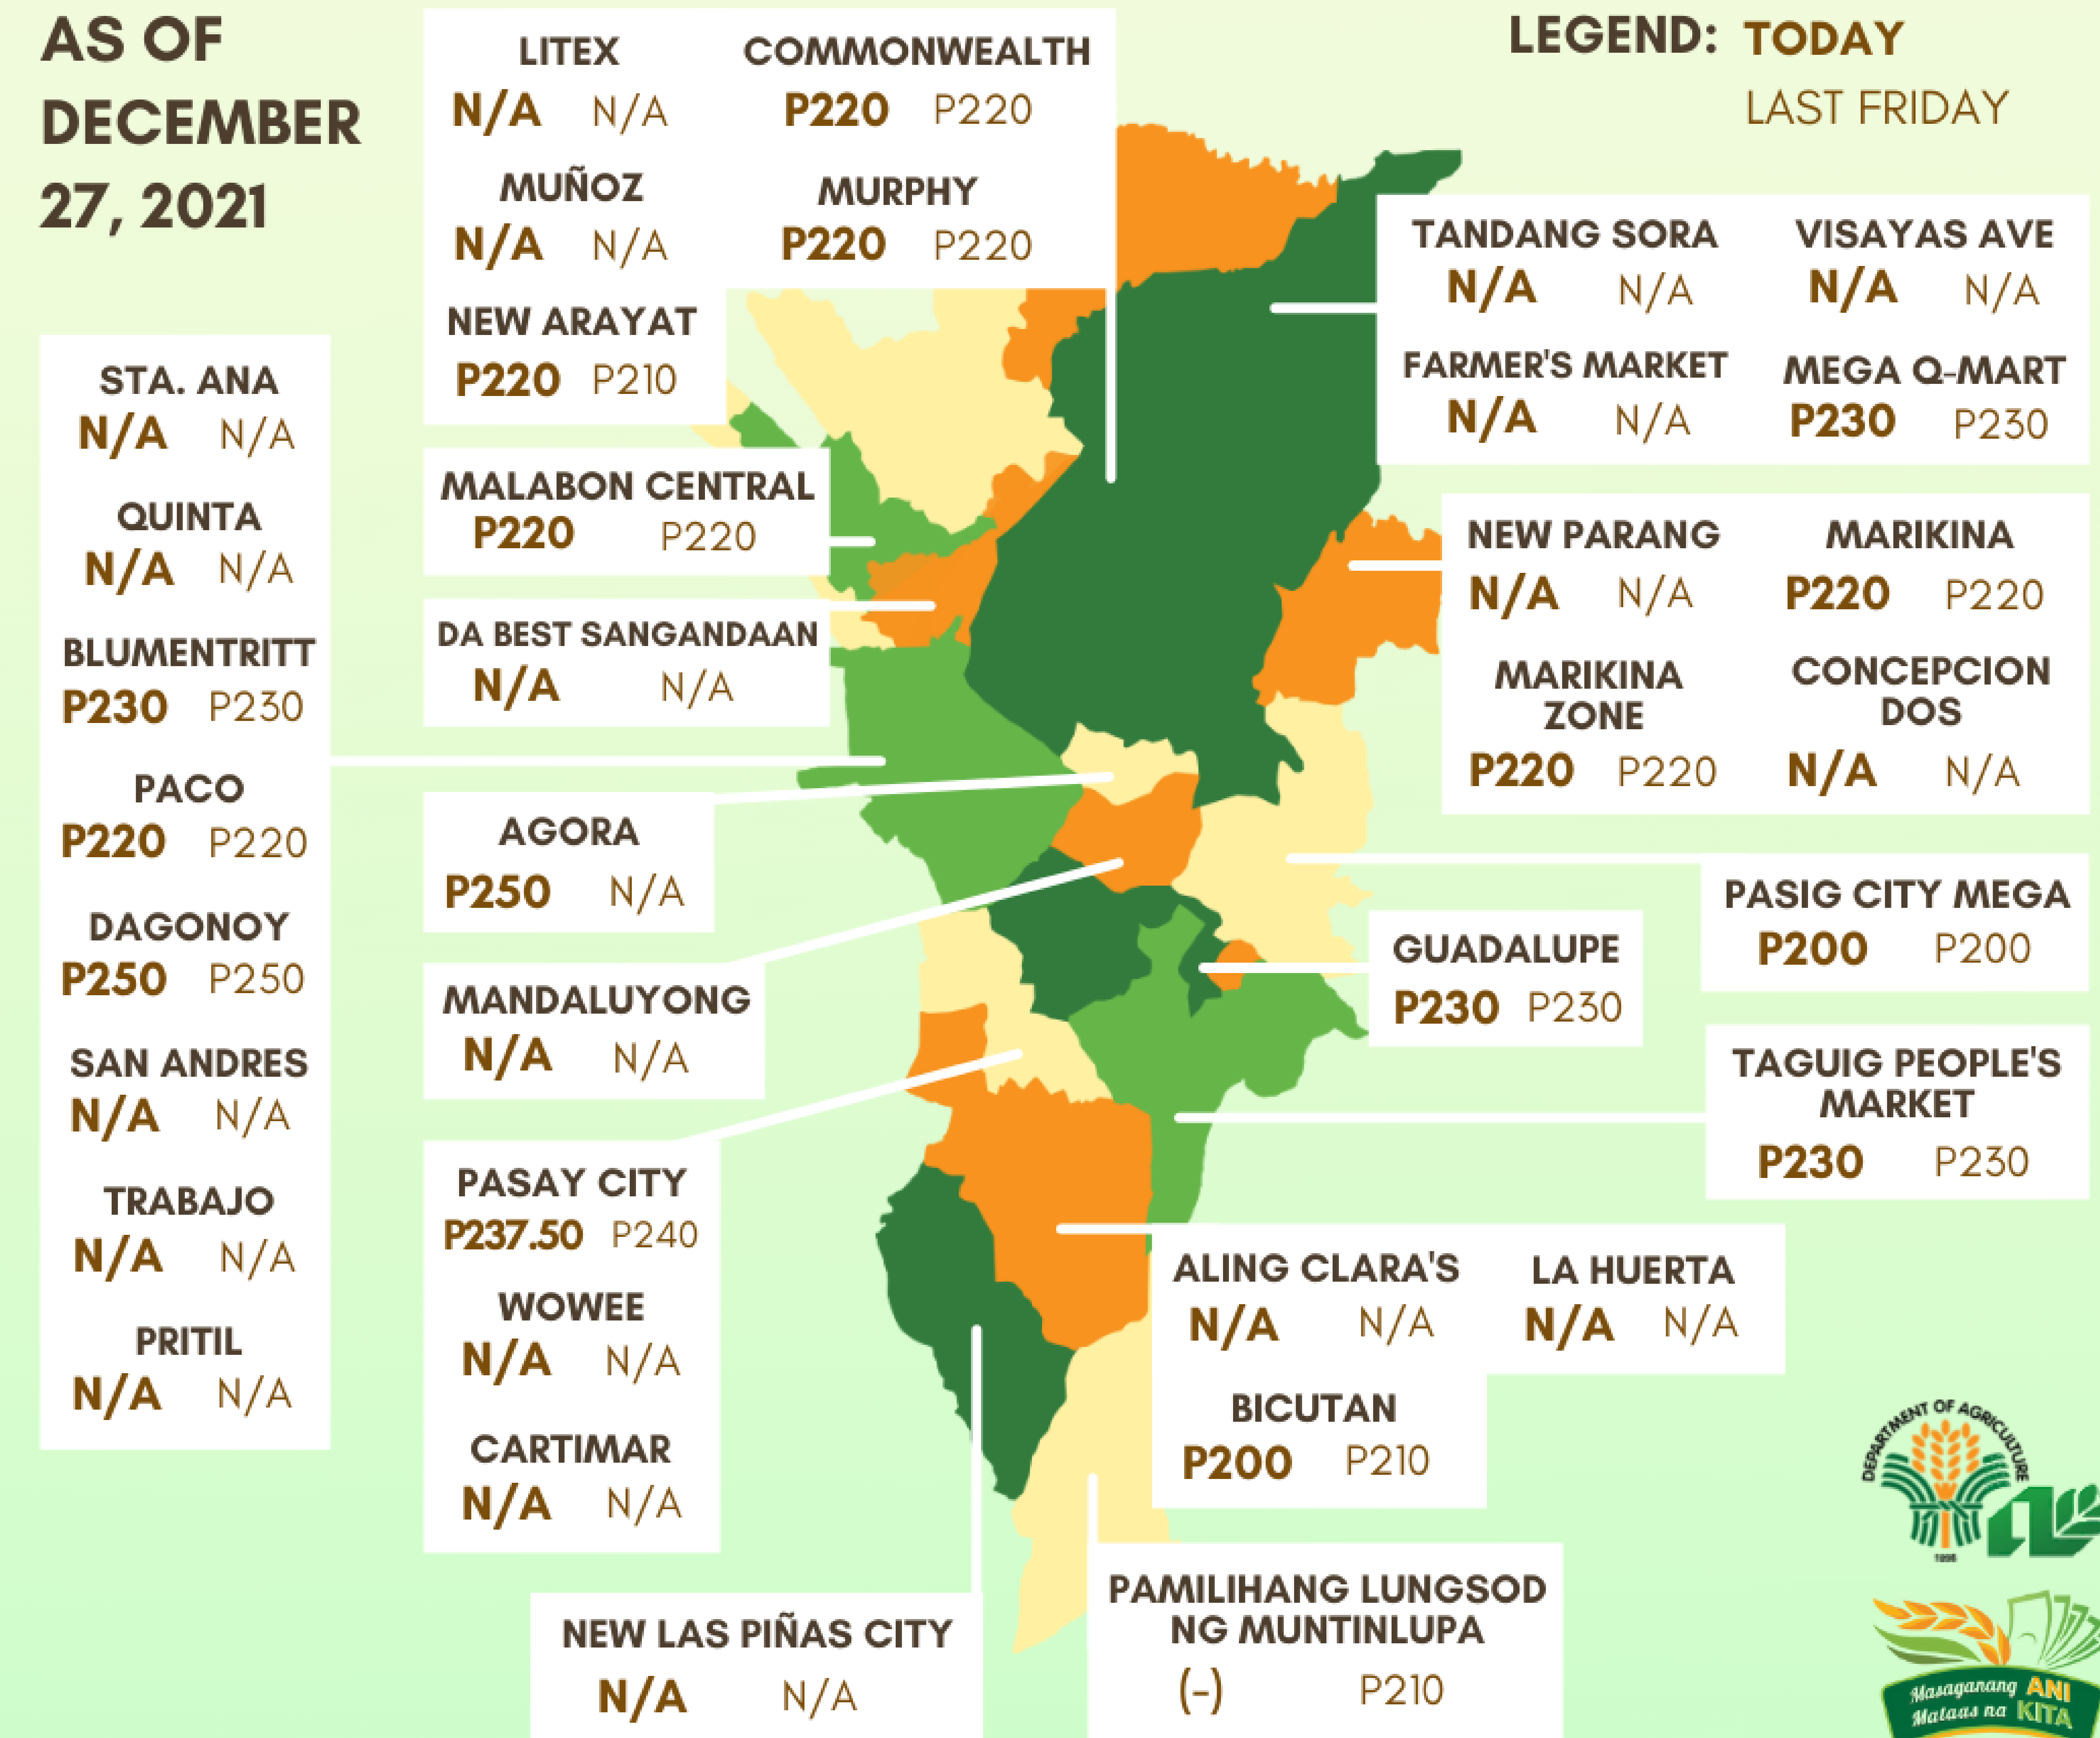 AS OF
DECEMBER
27, 2021
LEGEND: TODAY
LAST FRIDAY
LITEX COMMONWEALTH
N/A N/A P220 P220
MUÑOZ MURPHY
N/A N/A P220 P220
NEW ARAYAT
P220 P210
TANDANG SORA VISAYAS AVE
N/A N/A N/A N/A
FARMER'S MARKET MEGA Q-MART
N/A N/A P230 P230
STA. ANA
N/A N/A
QUINTA
N/A N/A
BLUMENTRITT
P230 P230
PACO
P220 P220
DAGONOY
P250 P250
SAN ANDRES
N/A N/A
TRABAJO
N/A N/A
PRITIL
N/A N/A
MALABON CENTRAL
P220 P220
DA BEST SANGANDAAN
N/A N/A
NEW PARANG MARIKINA
N/A N/A P220 P220
MARIKINA
ZONE
P220 P220
CONCEPCION
DOS
N/A N/A
AGORA
P250 N/A
MANDALUYONG
N/A N/A
PASIG CITY MEGA
P200 P200
GUADALUPE
P230 P230
TAGUIG PEOPLE'S
MARKET
P230 P230
PASAY CITY
P237.50 P240
WOWEE
N/A N/A
CARTIMAR
N/A N/A
ALING CLARA'S LA HUERTA
N/A N/A N/A N/A
BICUTAN
P200 P210
NEW LAS PIÑAS CITY
N/A N/A
PAMILIHANG LUNGSOD
NG MUNTINLUPA
(-) P210
DEPARTMENT OF AGRICULTURE
1898
Masaganang ANI
Mataas na KITA